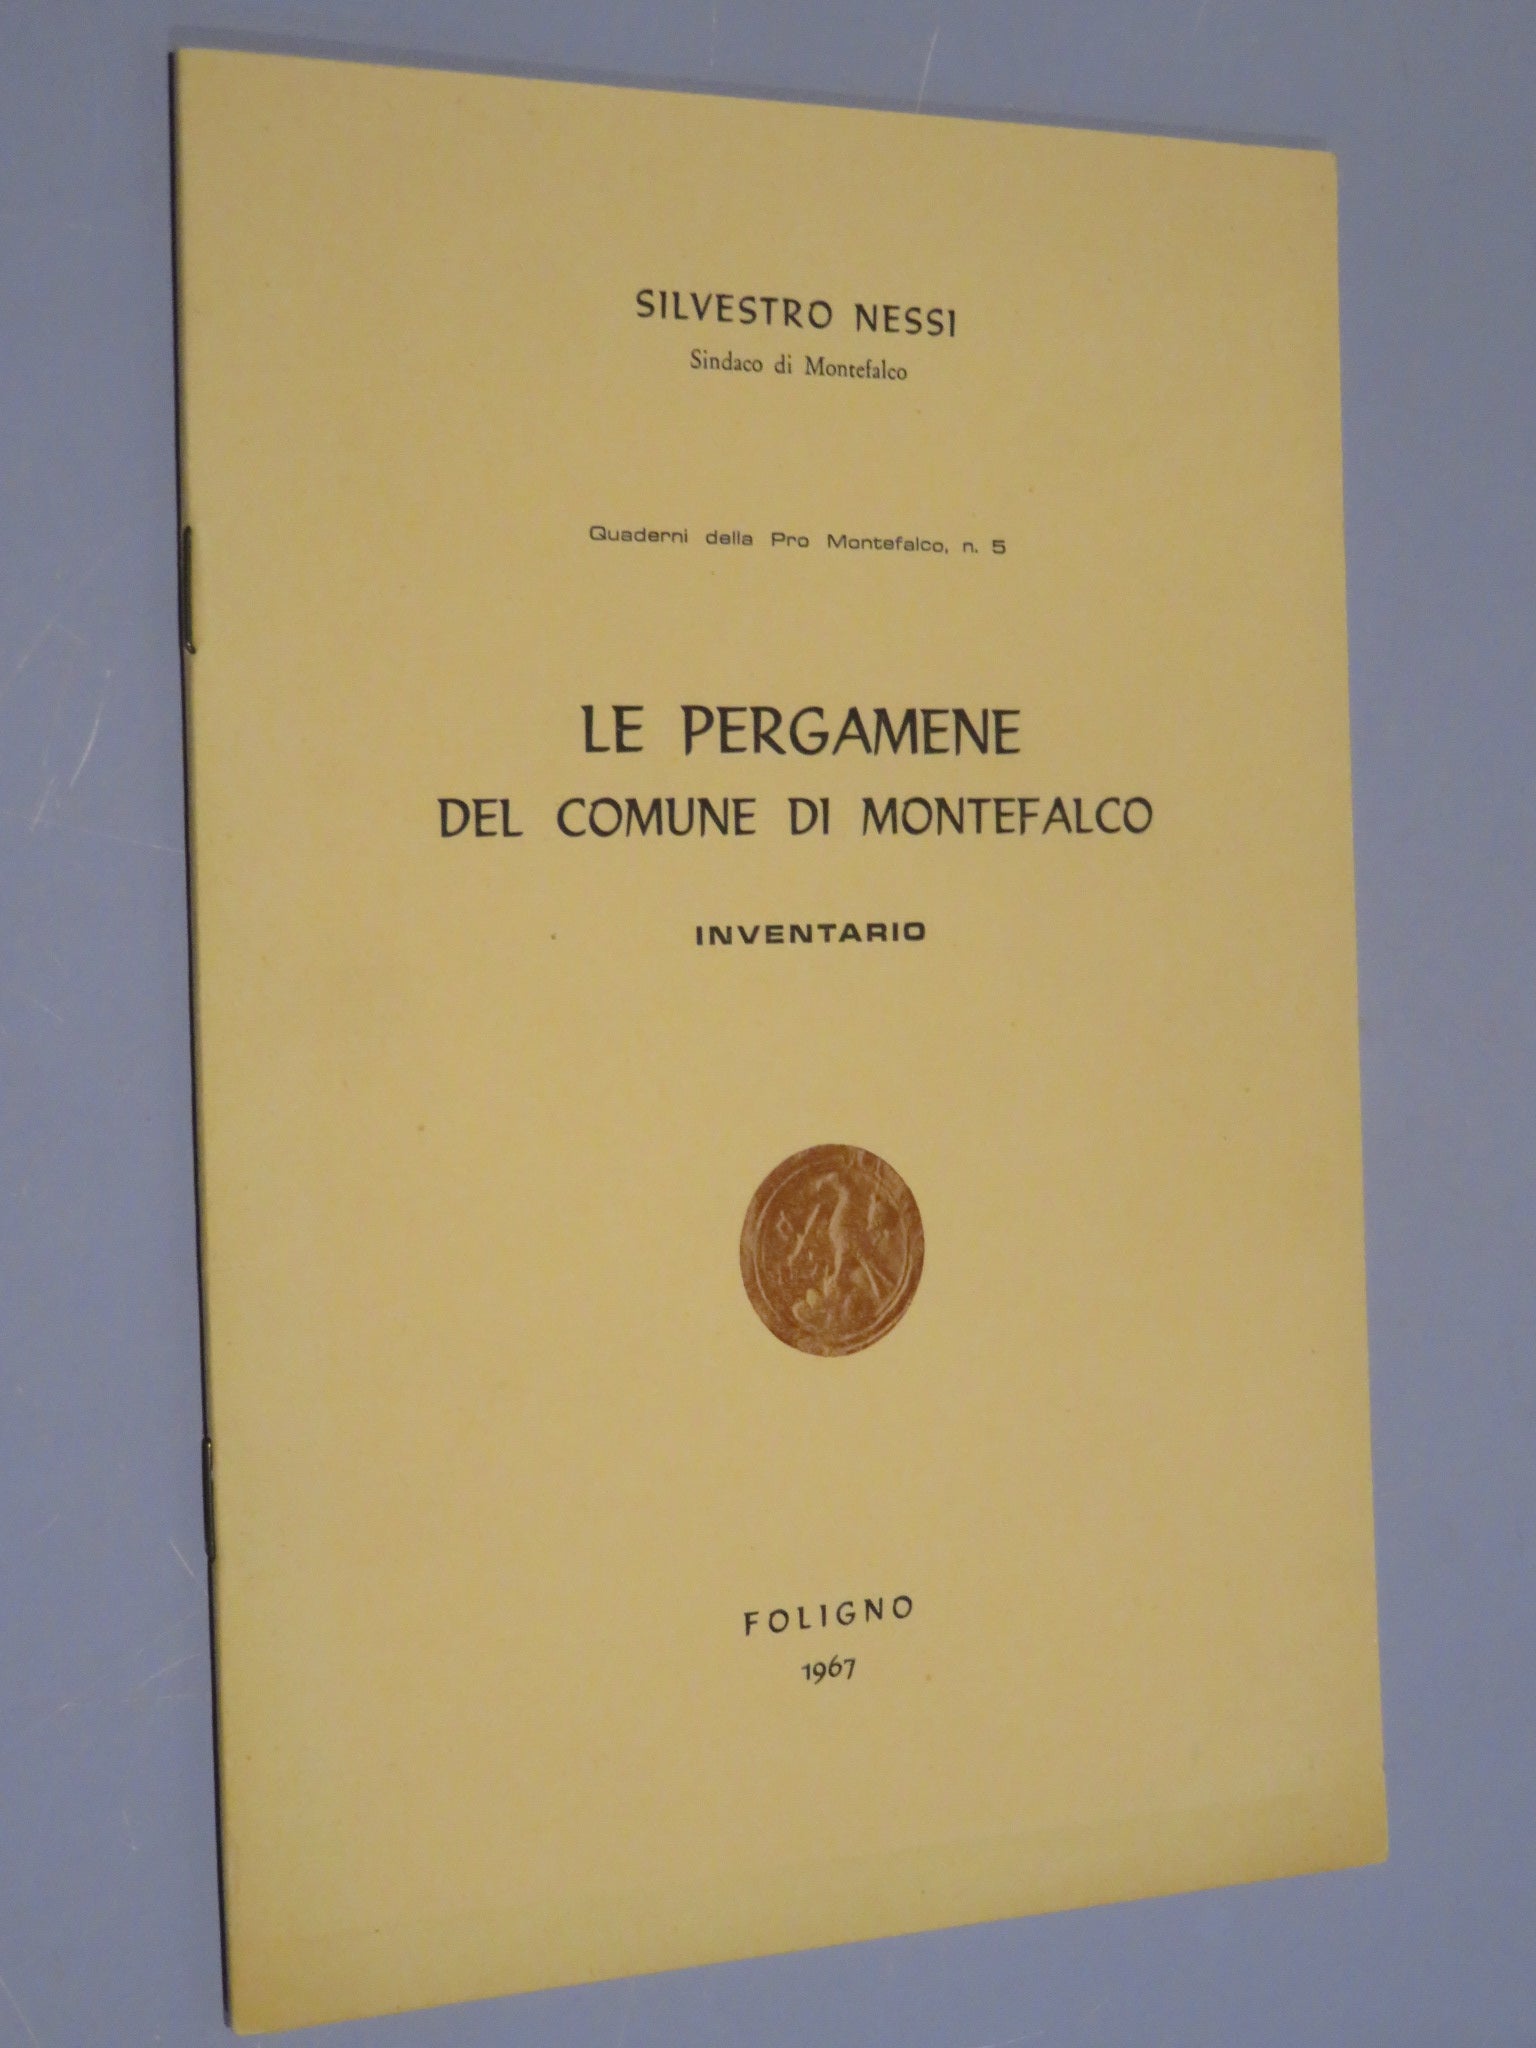 SILVESTRO NESSI
Sindaco di Montefalco
Quaderni della Pro Montefalco, n. 5
LE PERGAMENE
DEL COMUNE DI MONTEFALCO
INVENTARIO
FOLIGNO
1967